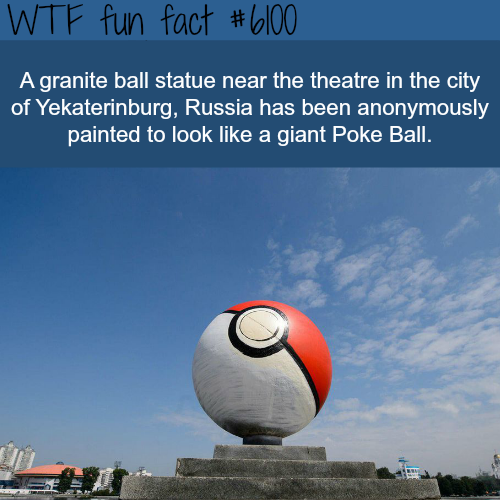 WTF fun fact #6100
A granite ball statue near the theatre in the city
of Yekaterinburg, Russia has been anonymously
painted to look like a giant Poke Ball.